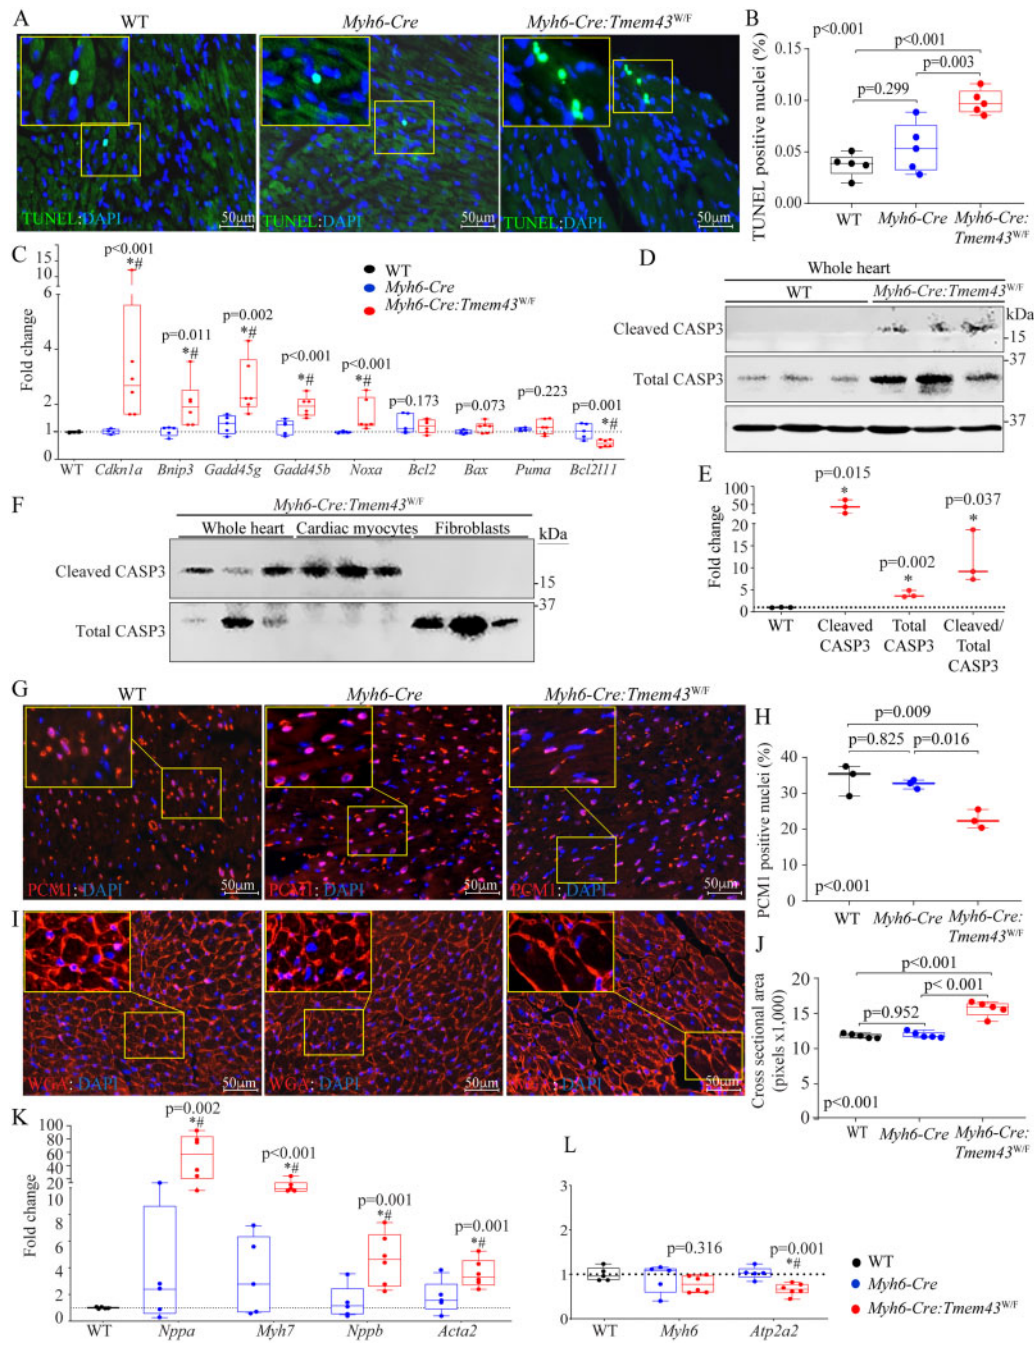 A
WT
Myh6-Cre
Myh6-Cre:Tmem43W/F
TUNEL:DAPI
50μm
TUNEL:DAPI
50μm
TUNEL:DAPI
50μm
B
TUNEL positive nuclei (%)
0.15
0.10
0.05
0.00
p<0.001
p<0.001
p=0.003
p=0.299
WT
Myh6-Cre
Myh6-Cre:
Tmem43W/F
C
Fold change
15
10
8
6
4
2
1
0
p<0.001
*#
p=0.011
*#
p=0.002
*#
p<0.001
*#
p<0.001
*#
p=0.173
p=0.073
p=0.223
p=0.001
*#
WT
Myh6-Cre
Myh6-Cre:Tmem43W/F
WT
Cdkn1a
Bnip3
Gadd45g
Gadd45b
Noxa
Bcl2
Bax
Puma
Bcl2l11
D
Whole heart
WT
Myh6-Cre:Tmem43W/F
kDa
Cleaved CASP3
15
37
Total CASP3
37
E
Fold change
100
50
20
15
10
5
0
p=0.015
*
p=0.002
*
p=0.037
*
WT
Cleaved
CASP3
Total
CASP3
Cleaved/
Total
CASP3
F
Myh6-Cre:Tmem43W/F
Whole heart
Cardiac myocytes
Fibroblasts
kDa
Cleaved CASP3
15
37
Total CASP3
G
WT
Myh6-Cre
Myh6-Cre:Tmem43W/F
PCM1:DAPI
50μm
PCM1:DAPI
50μm
PCM1:DAPI
50μm
H
PCM1 positive nuclei (%)
40
30
20
10
0
p=0.009
p=0.825
p=0.016
p<0.001
WT
Myh6-Cre
Myh6-Cre:
Tmem43W/F
I
WGA:DAPI
50μm
WGA:DAPI
50μm
WGA:DAPI
50μm
J
Cross sectional area
(pixels x1,000)
20
15
10
5
0
p<0.001
p< 0.001
p=0.952
p<0.001
WT
Myh6-Cre
Myh6-Cre:
Tmem43W/F
K
Fold change
100
80
60
40
20
10
8
6
4
2
1
0
p=0.002
*#
p<0.001
*#
p=0.001
*#
p=0.001
*#
WT
Nppa
Myh7
Nppb
Acta2
L
3
2
1
0
p=0.316
p=0.001
*#
WT
Myh6
Atp2a2
WT
Myh6-Cre
Myh6-Cre:Tmem43W/F